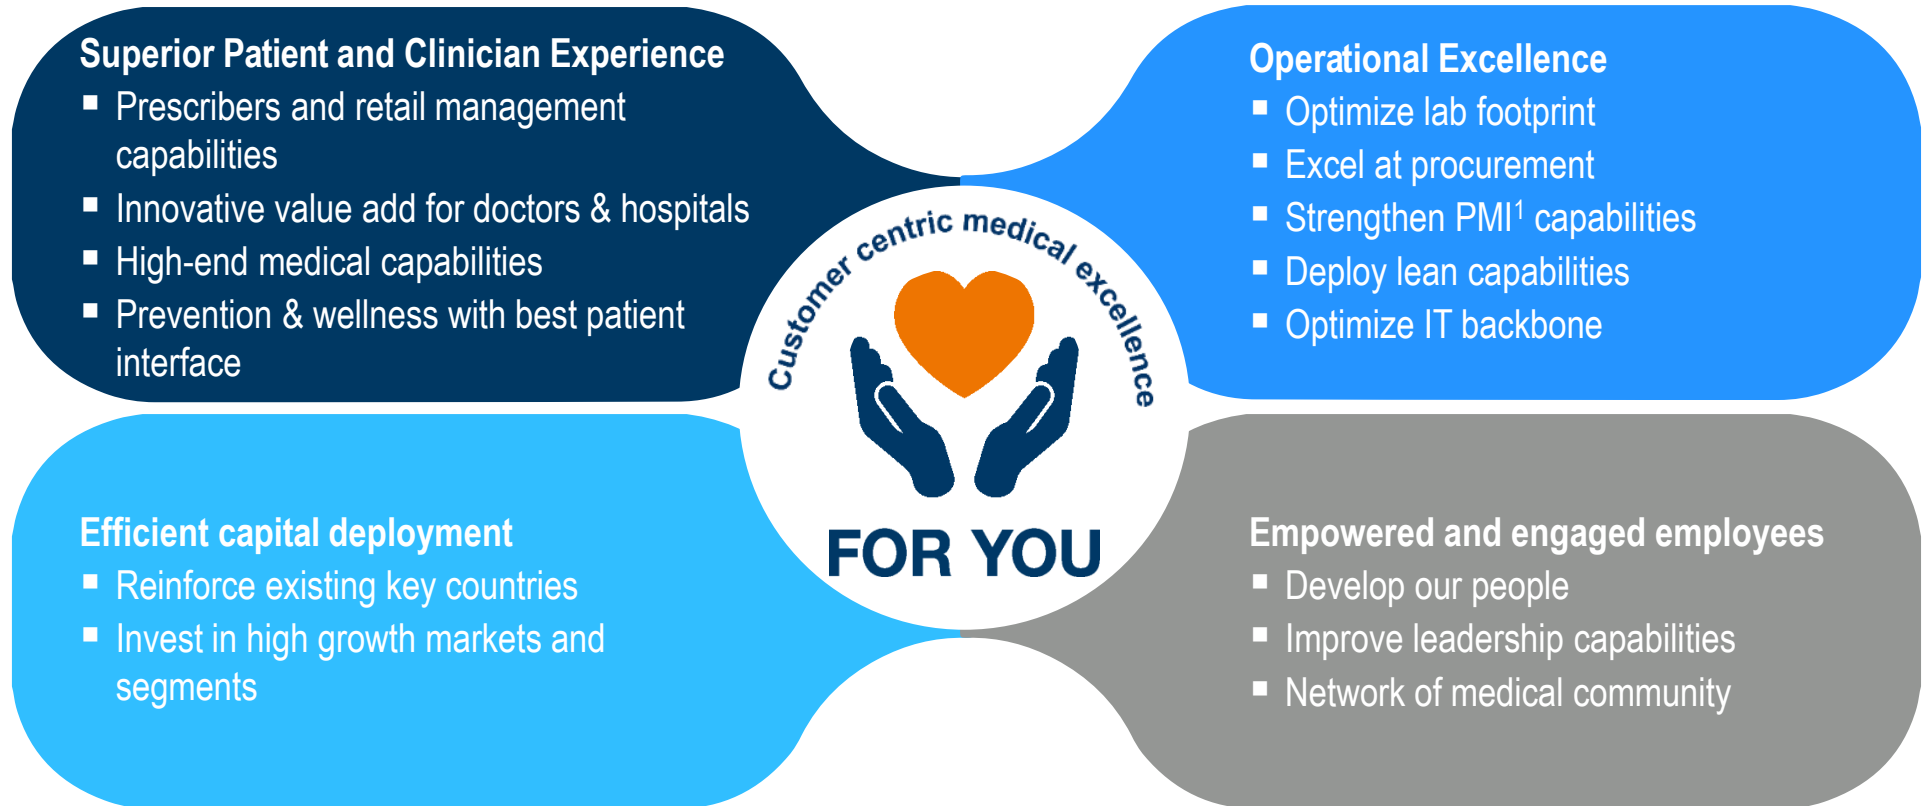 Superior Patient and Clinician Experience
▪ Prescribers and retail management
capabilities
▪ Innovative value add for doctors & hospitals
▪ High-end medical capabilities
▪ Prevention & wellness with best patient
interface
Operational Excellence
▪ Optimize lab footprint
▪ Excel at procurement
▪ Strengthen PMI¹ capabilities
▪ Deploy lean capabilities
▪ Optimize IT backbone
Customer centric medical excellence
FOR YOU
Efficient capital deployment
▪ Reinforce existing key countries
▪ Invest in high growth markets and
segments
Empowered and engaged employees
▪ Develop our people
▪ Improve leadership capabilities
▪ Network of medical community